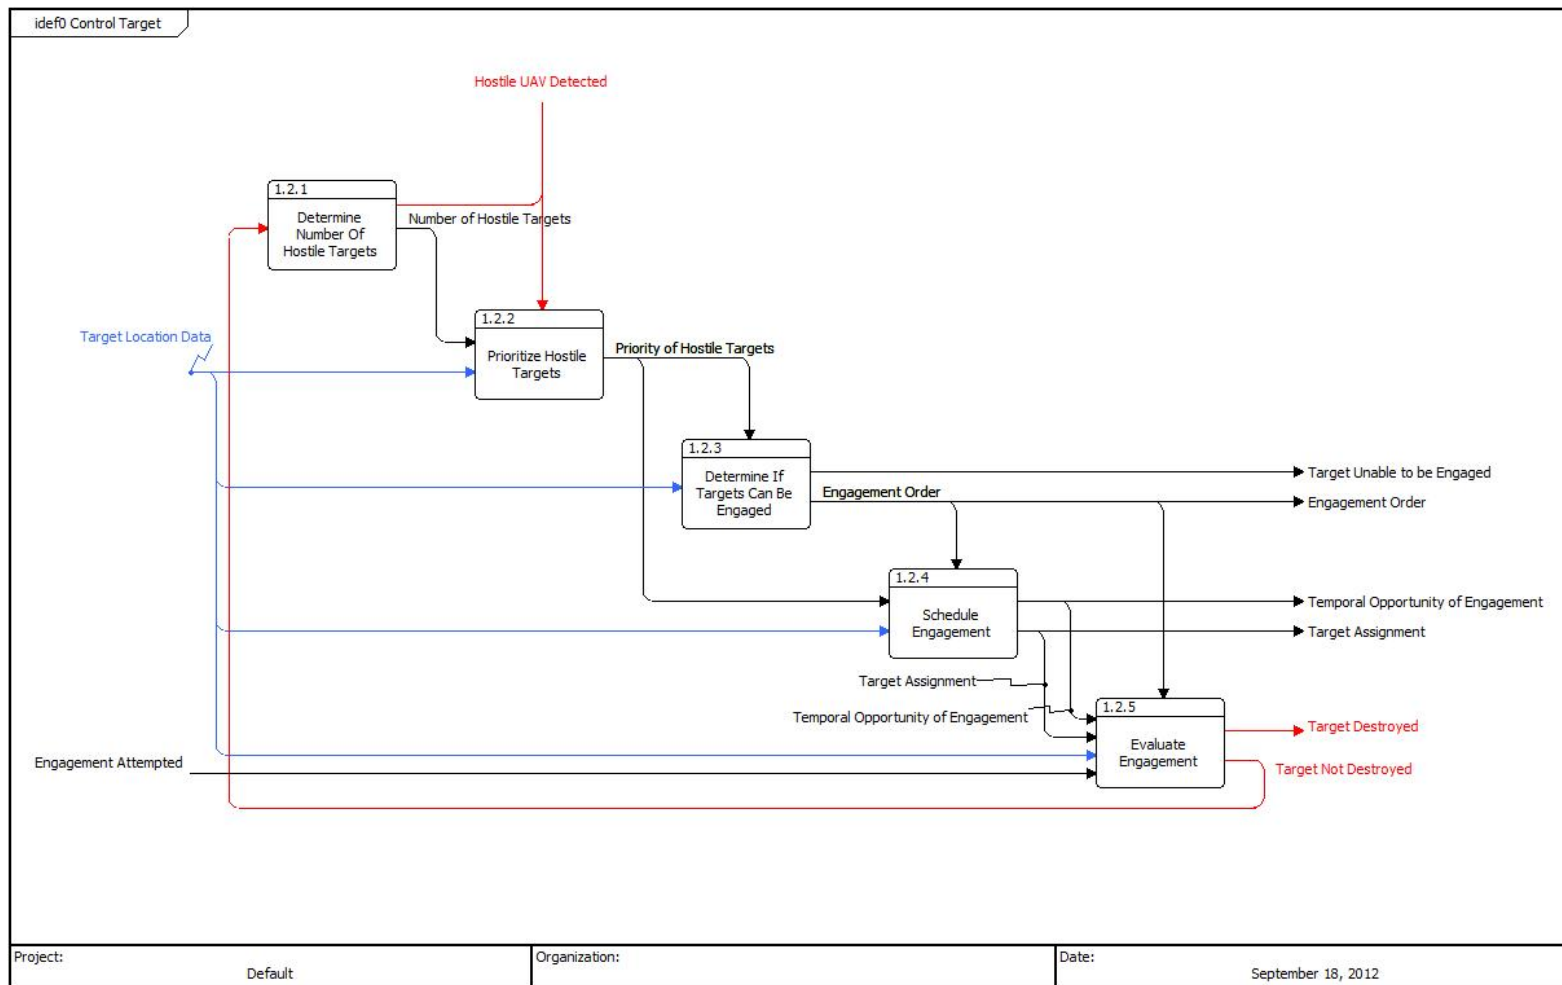 idef0 Control Target
Hostile UAV Detected
1.2.1
Determine
Number Of
Hostile Targets
Number of Hostile Targets
1.2.2
Prioritize Hostile
Targets
Target Location Data
Priority of Hostile Targets
1.2.3
Determine If
Targets Can Be
Engaged
Target Unable to be Engaged
Engagement Order
Engagement Order
1.2.4
Schedule
Engagement
Temporal Opportunity of Engagement
Target Assignment
Target Assignment
Temporal Opportunity of Engagement
1.2.5
Evaluate
Engagement
Target Destroyed
Target Not Destroyed
Engagement Attempted
Project:
Default
Organization:
Date:
September 18, 2012